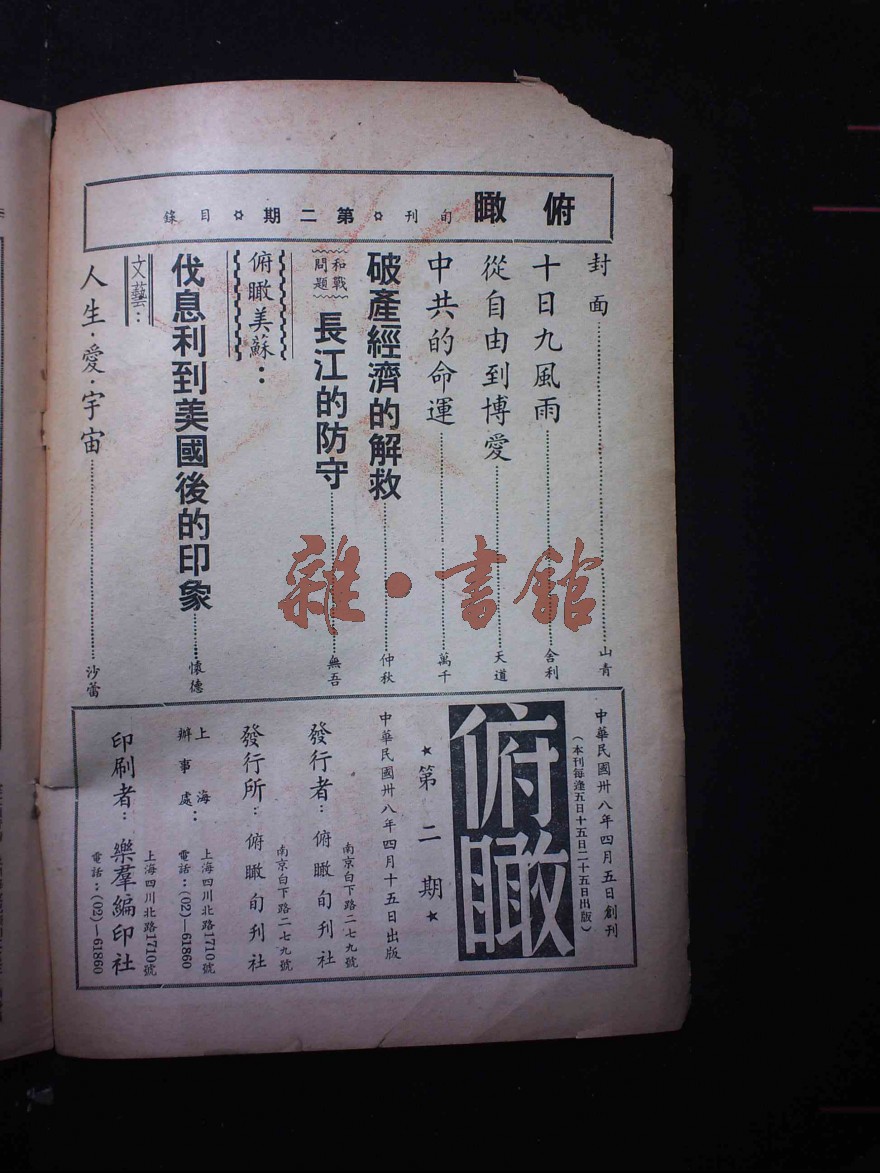 俯瞰 旬刊 ✡ 第二期 ✡ 目錄
封面……山青
十日九風雨……舍利
從自由到博愛……天道
中共的命運……萬千
破產經濟的解救……仲秋
和戰問題
長江的防守……無吾
俯瞰美蘇：
伐息利到美國後的印象……懷德
文藝：
人生·愛·宇宙……沙蕾
雜·書館
中華民國卅八年四月五日創刊
（本刊每逢五日十五日二十五日出版）
俯瞰
★第二期★
中華民國卅八年四月十五日出版
發行者：俯瞰旬刊社
南京白下路二七九號
發行所：俯瞰旬刊社
南京白下路二七九號
上海辦事處：
上海四川北路1710號
電話：(02)—61860
印刷者：樂羣編印社
上海四川北路1710號
電話：(02)—61860